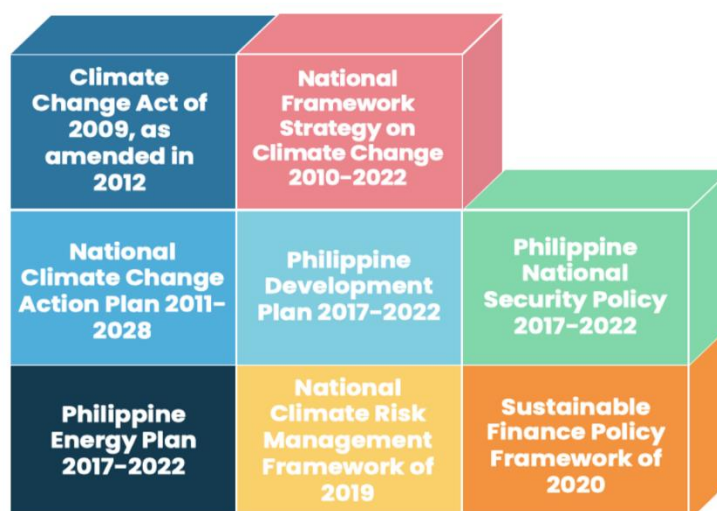 Climate
Change Act of
2009, as
amended in
2012
National
Framework
Strategy on
Climate Change
2010-2022
National
Climate Change
Action Plan 2011-
2028
Philippine
Development
Plan 2017-2022
Philippine
National
Security Policy
2017-2022
Philippine
Energy Plan
2017-2022
National
Climate Risk
Management
Framework of
2019
Sustainable
Finance Policy
Framework of
2020